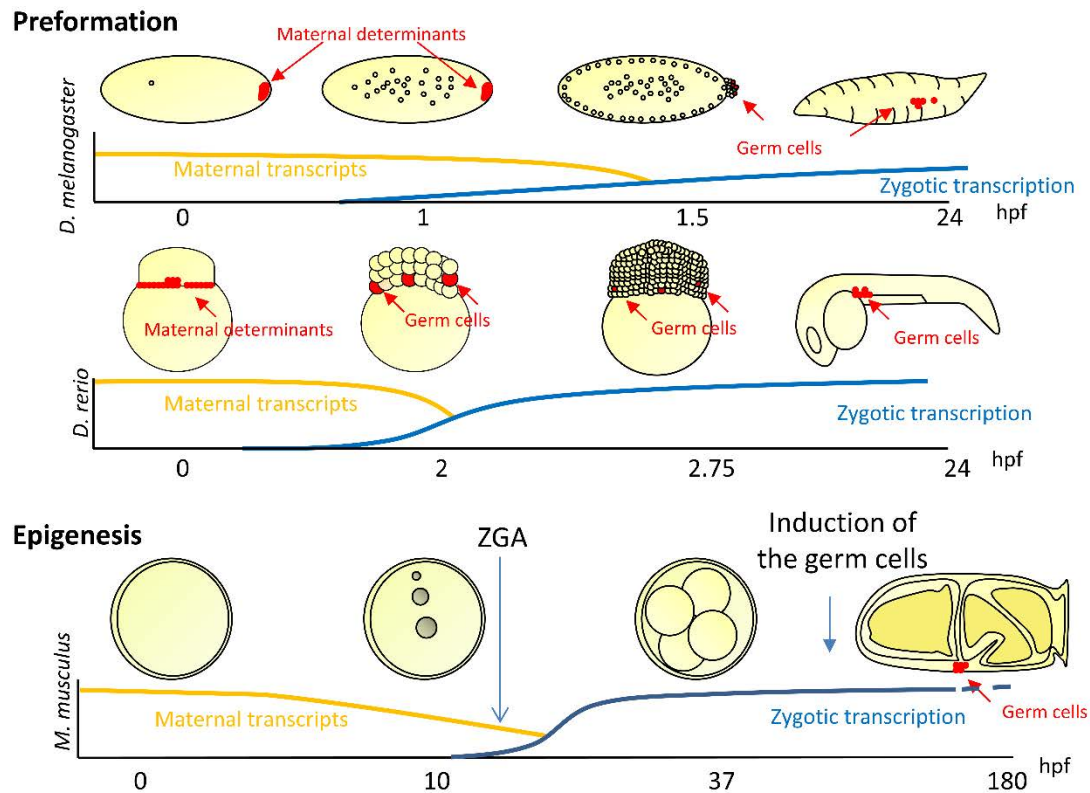 Preformation
Maternal determinants
D. melanogaster
Germ cells
Maternal transcripts
Zygotic transcription
0
1
1.5
24
hpf
Maternal determinants
Germ cells
Germ cells
Germ cells
D. rerio
Maternal transcripts
Zygotic transcription
0
2
2.75
24
hpf
Epigenesis
ZGA
Induction of
the germ cells
M. musculus
Maternal transcripts
Zygotic transcription
Germ cells
0
10
37
180
hpf